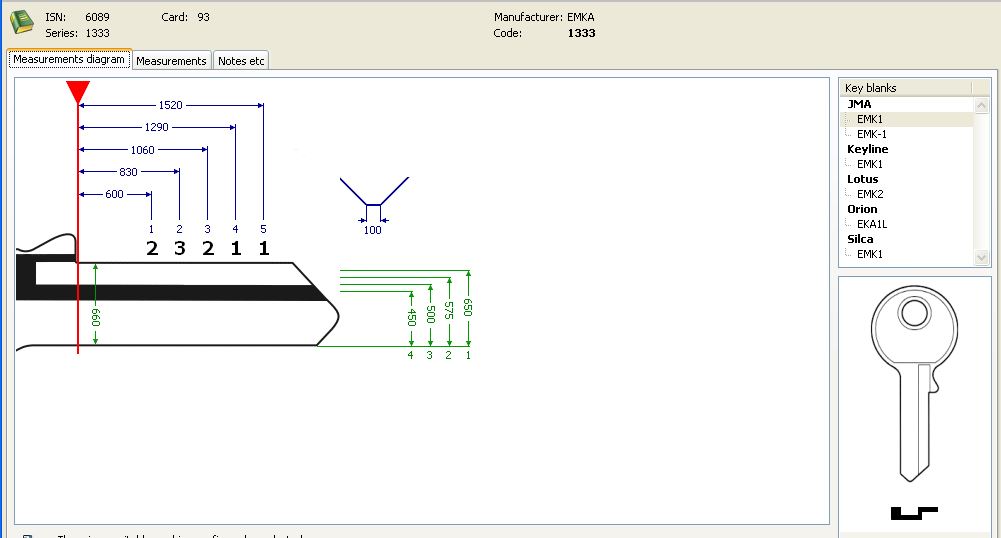 ISN: 6089 Card: 93 Manufacturer: EMKA
Series: 1333 Code: 1333
Measurements diagram Measurements Notes etc
Key blanks
JMA
EMK1
EMK-1
Keyline
EMK1
Lotus
EMK2
Orion
EKA1L
Silca
EMK1
1520
1290
1060
830
600
1 2 3 4 5
2 3 2 1 1
100
660
450 500 575 650
4 3 2 1